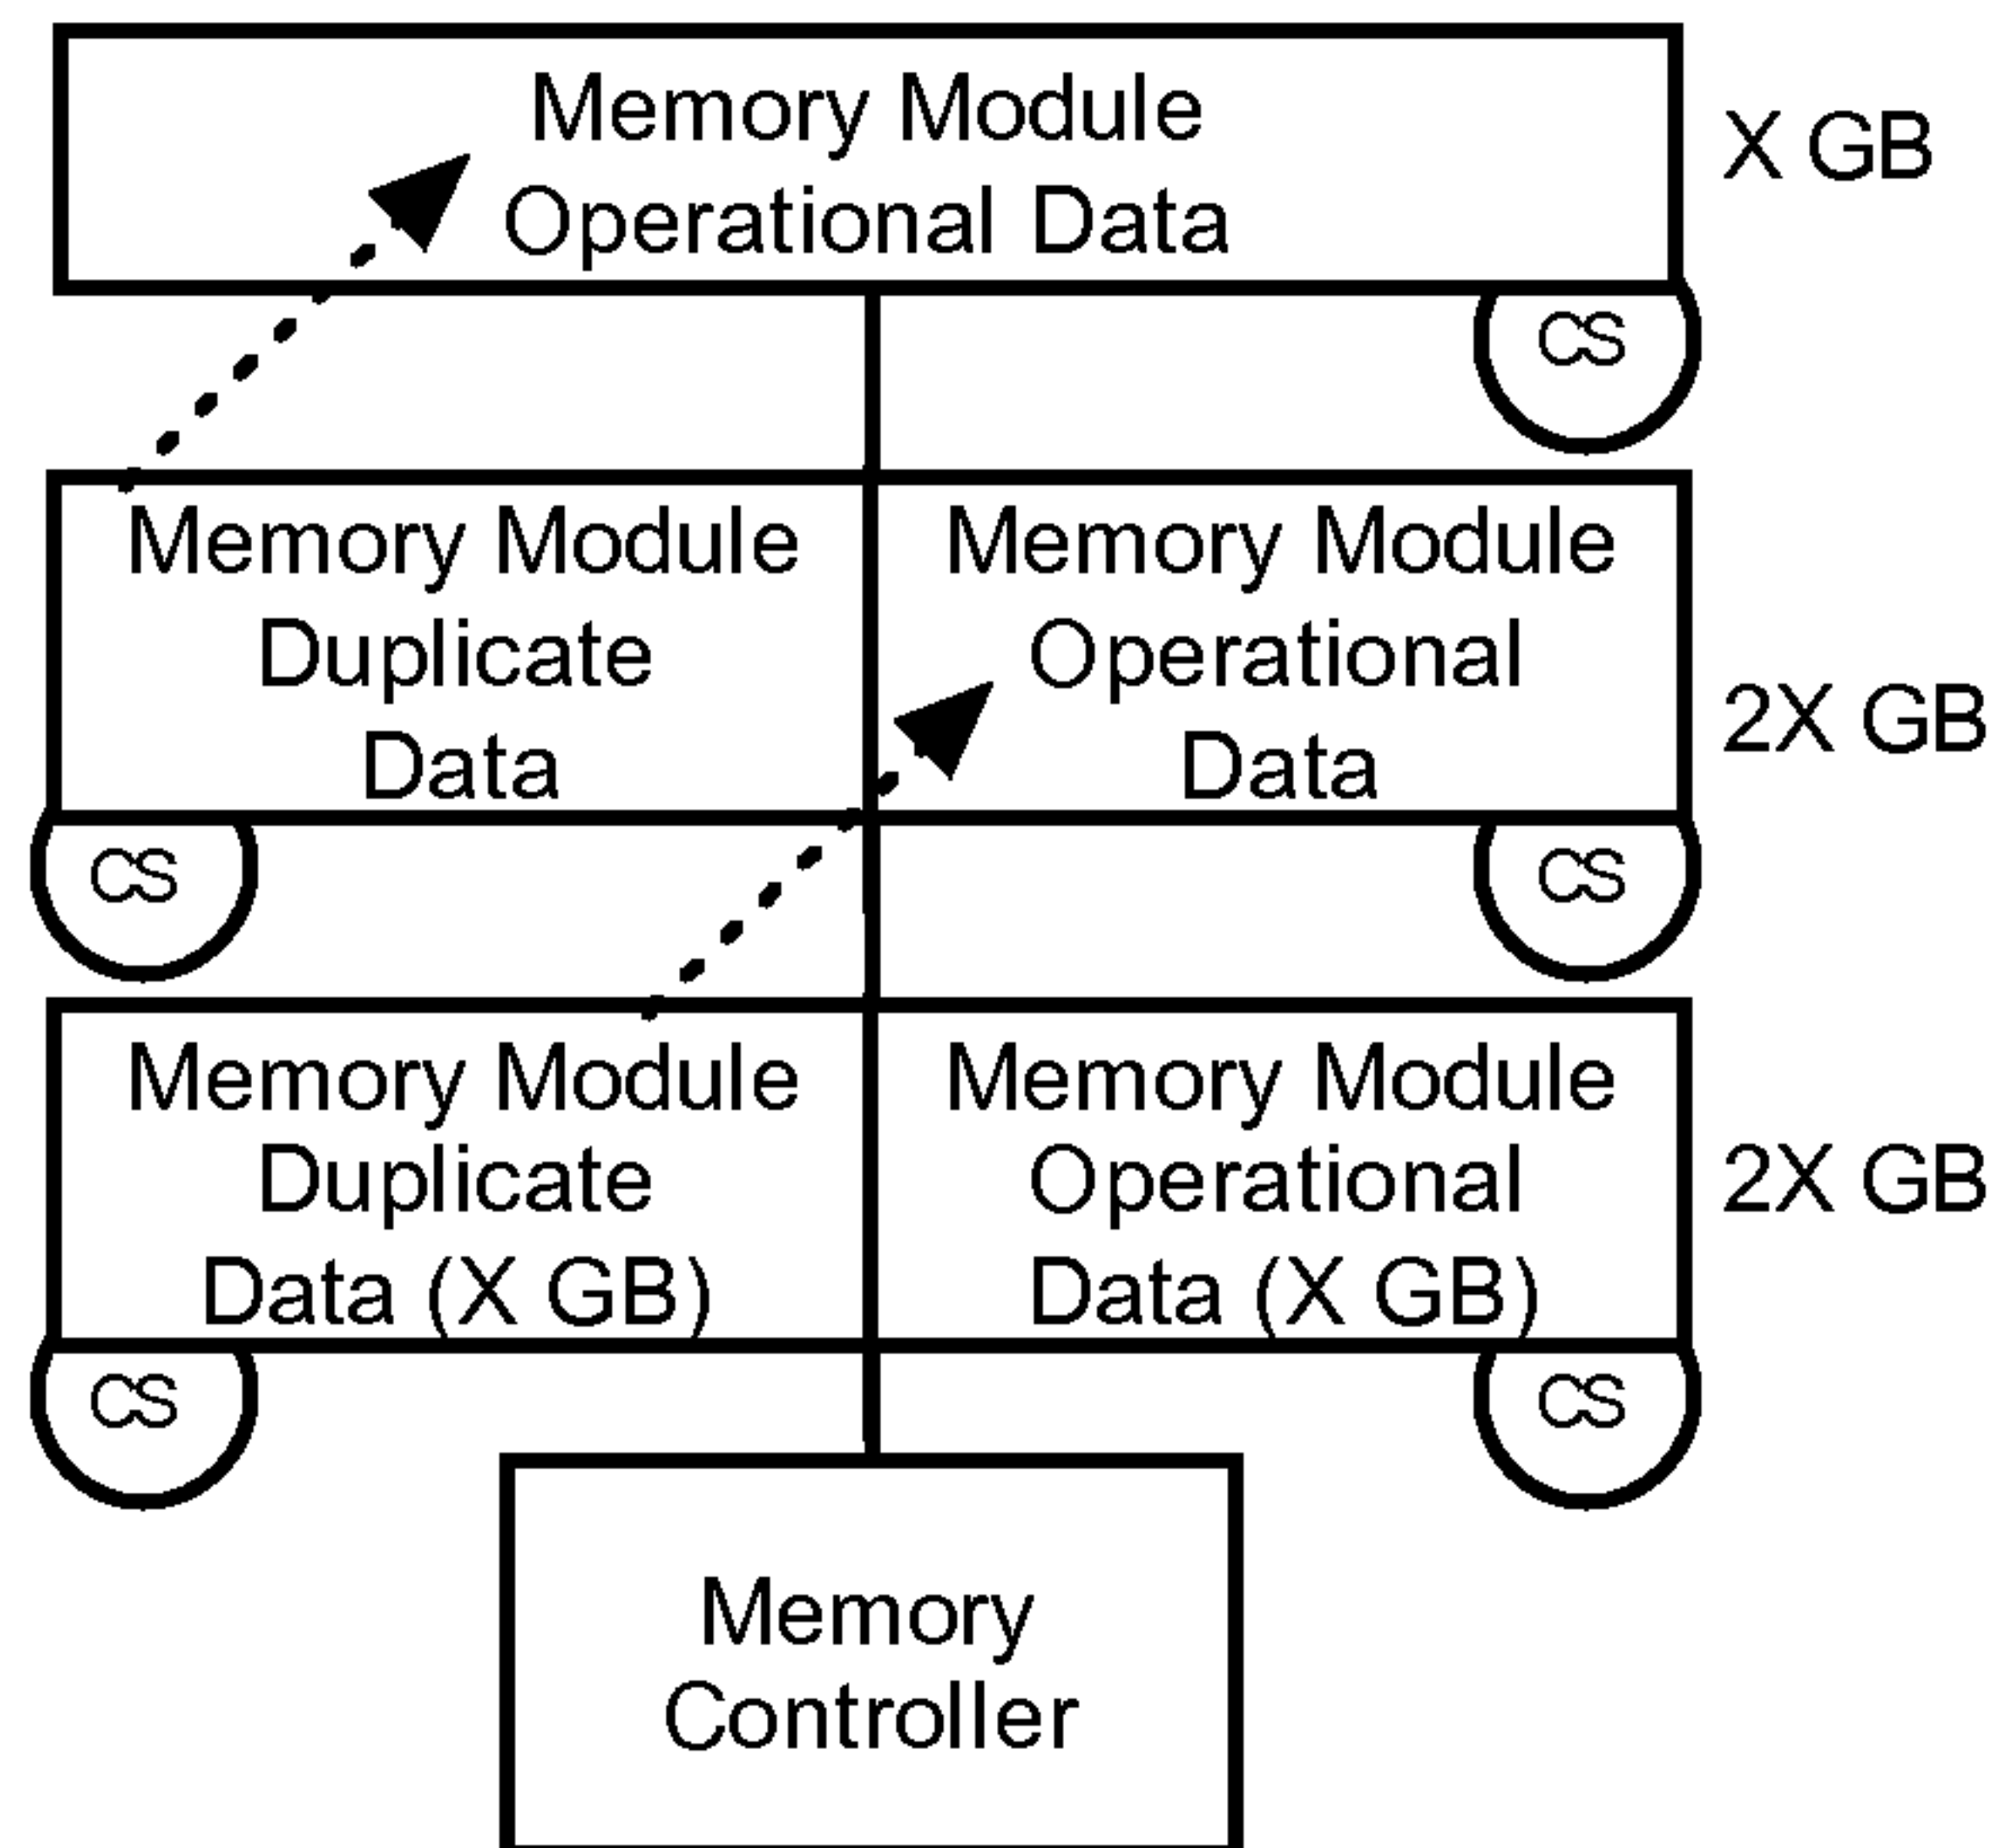 Memory Module
Operational Data
X GB
CS
Memory Module
Duplicate
Data
Memory Module
Operational
Data
2X GB
CS
CS
Memory Module
Duplicate
Data (X GB)
Memory Module
Operational
Data (X GB)
2X GB
CS
CS
Memory
Controller